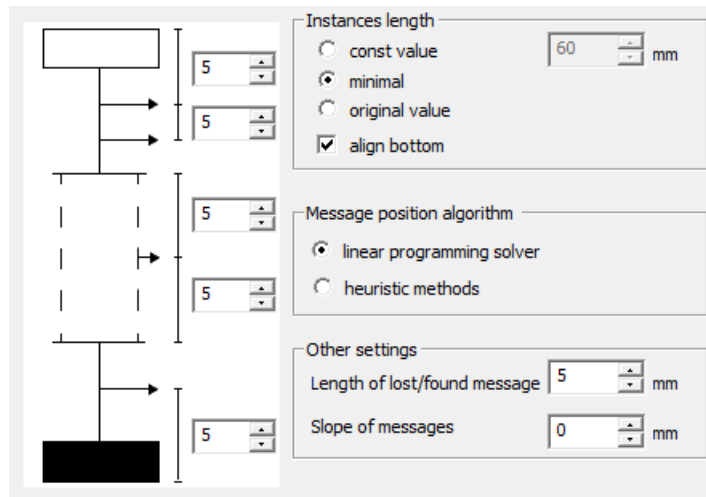 5
5
5
5
5
Instances length
const value 60 mm
minimal
original value
align bottom
Message position algorithm
linear programming solver
heuristic methods
Other settings
Length of lost/found message 5 mm
Slope of messages 0 mm